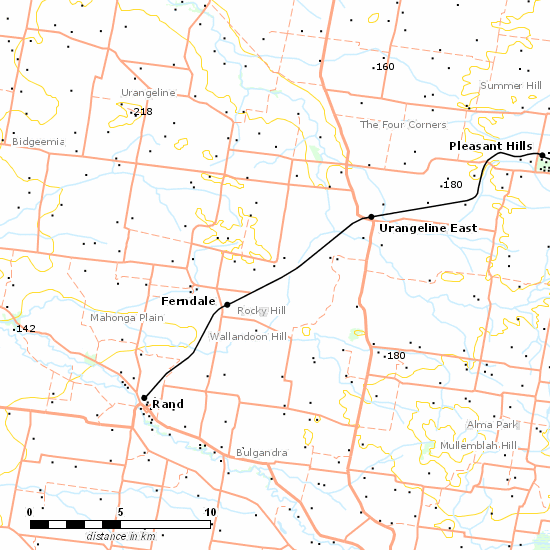 160
Summer Hill
Urangeline
218
The Four Corners
Bidgeemia
Pleasant Hills
180
Urangeline East
Ferndale
Rocky Hill
Mahonga Plain
142
Wallandoon Hill
180
Rand
Alma Park
Mullemblah Hill
Bulgandra
0 5 10
distance in km